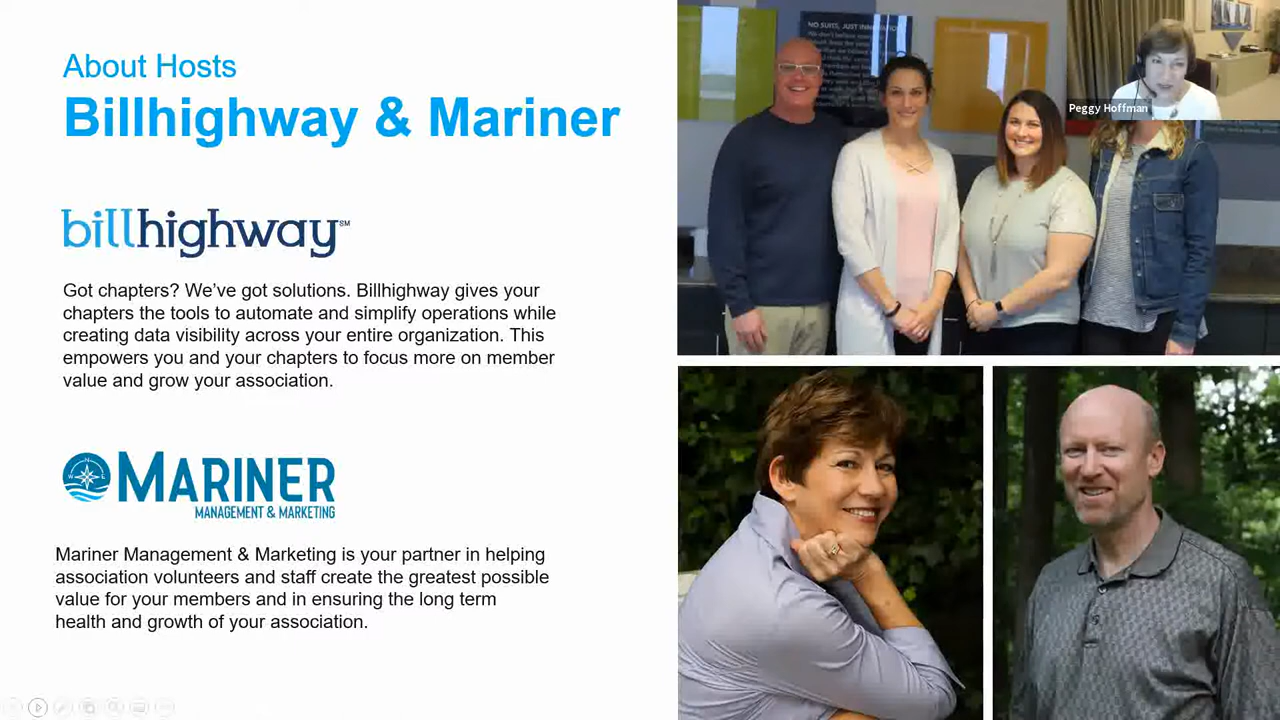 About Hosts
Billhighway & Mariner
billhighway℠
Got chapters? We’ve got solutions. Billhighway gives your
chapters the tools to automate and simplify operations while
creating data visibility across your entire organization. This
empowers you and your chapters to focus more on member
value and grow your association.
MARINER
MANAGEMENT & MARKETING
Mariner Management & Marketing is your partner in helping
association volunteers and staff create the greatest possible
value for your members and in ensuring the long term
health and growth of your association.
NO SUITS, JUST INNOVATION
Peggy Hoffman